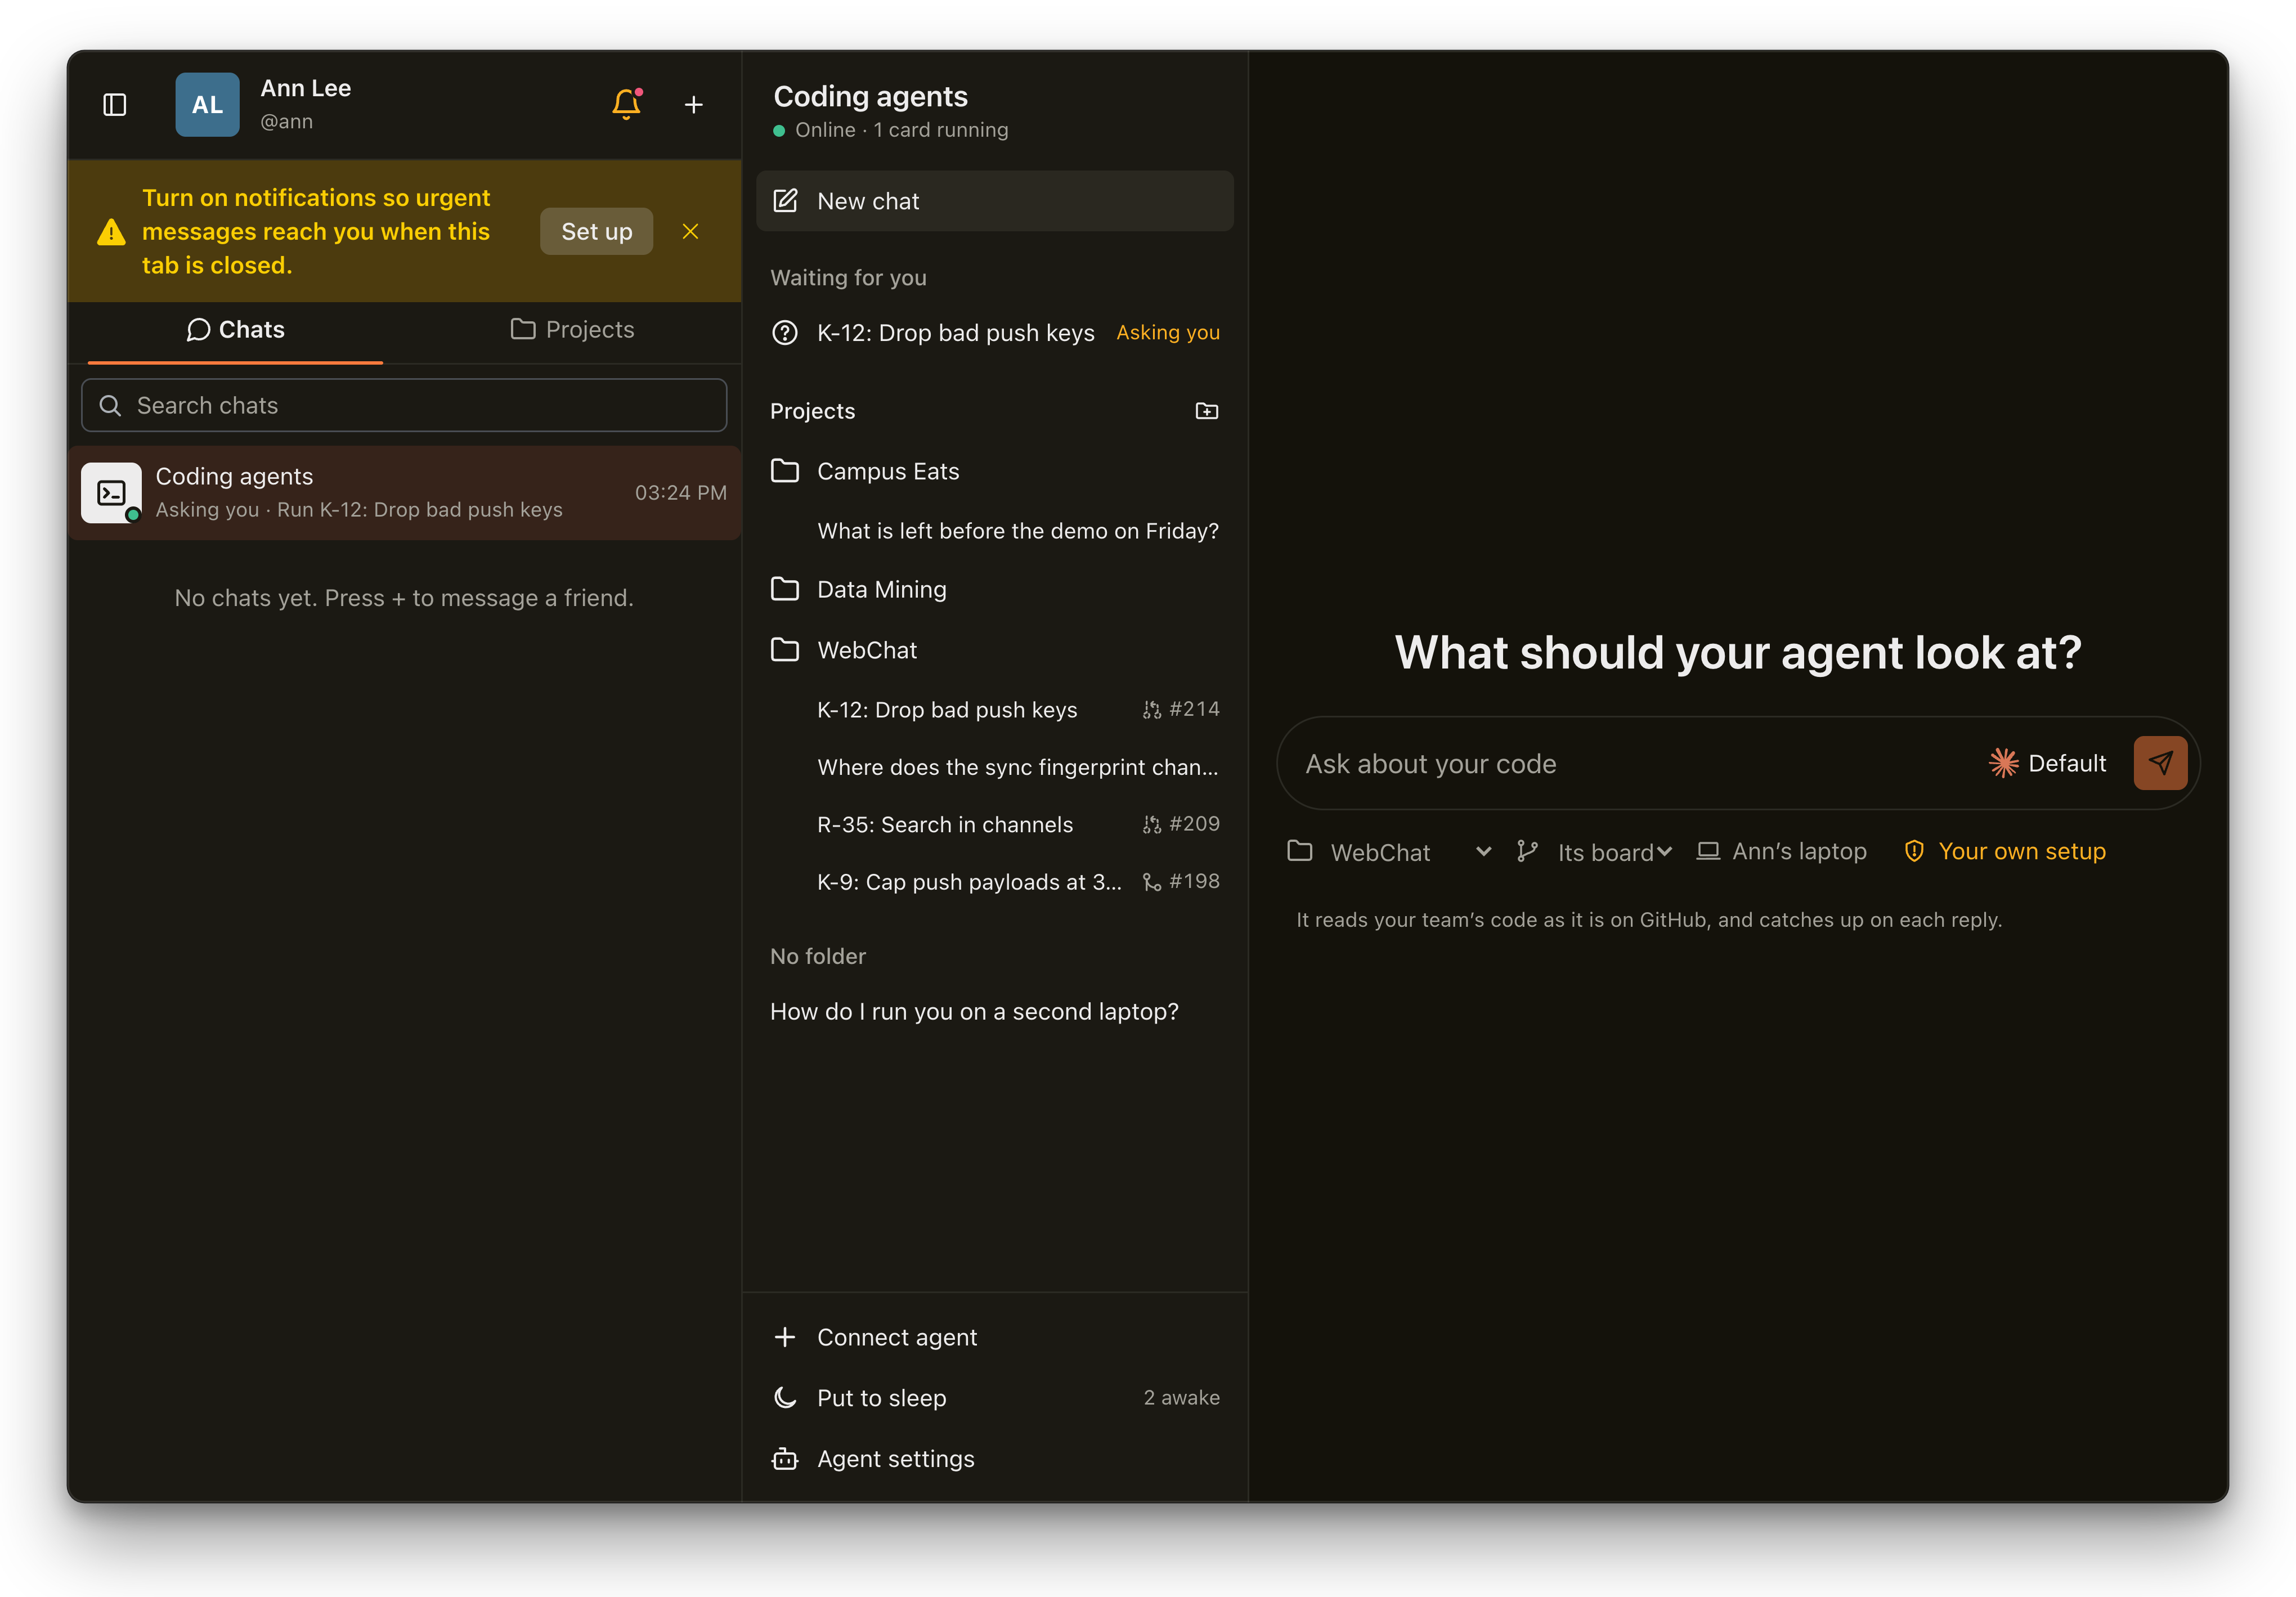 AL
Ann Lee
@ann
Turn on notifications so urgent
messages reach you when this
tab is closed.
Set up
Chats
Projects
Search chats
Coding agents
03:24 PM
Asking you · Run K-12: Drop bad push keys
No chats yet. Press + to message a friend.
Coding agents
Online · 1 card running
New chat
Waiting for you
K-12: Drop bad push keys Asking you
Projects
Campus Eats
What is left before the demo on Friday?
Data Mining
WebChat
K-12: Drop bad push keys #214
Where does the sync fingerprint chan...
R-35: Search in channels #209
K-9: Cap push payloads at 3... #198
No folder
How do I run you on a second laptop?
Connect agent
Put to sleep 2 awake
Agent settings
What should your agent look at?
Ask about your code Default
WebChat Its board Ann’s laptop Your own setup
It reads your team’s code as it is on GitHub, and catches up on each reply.